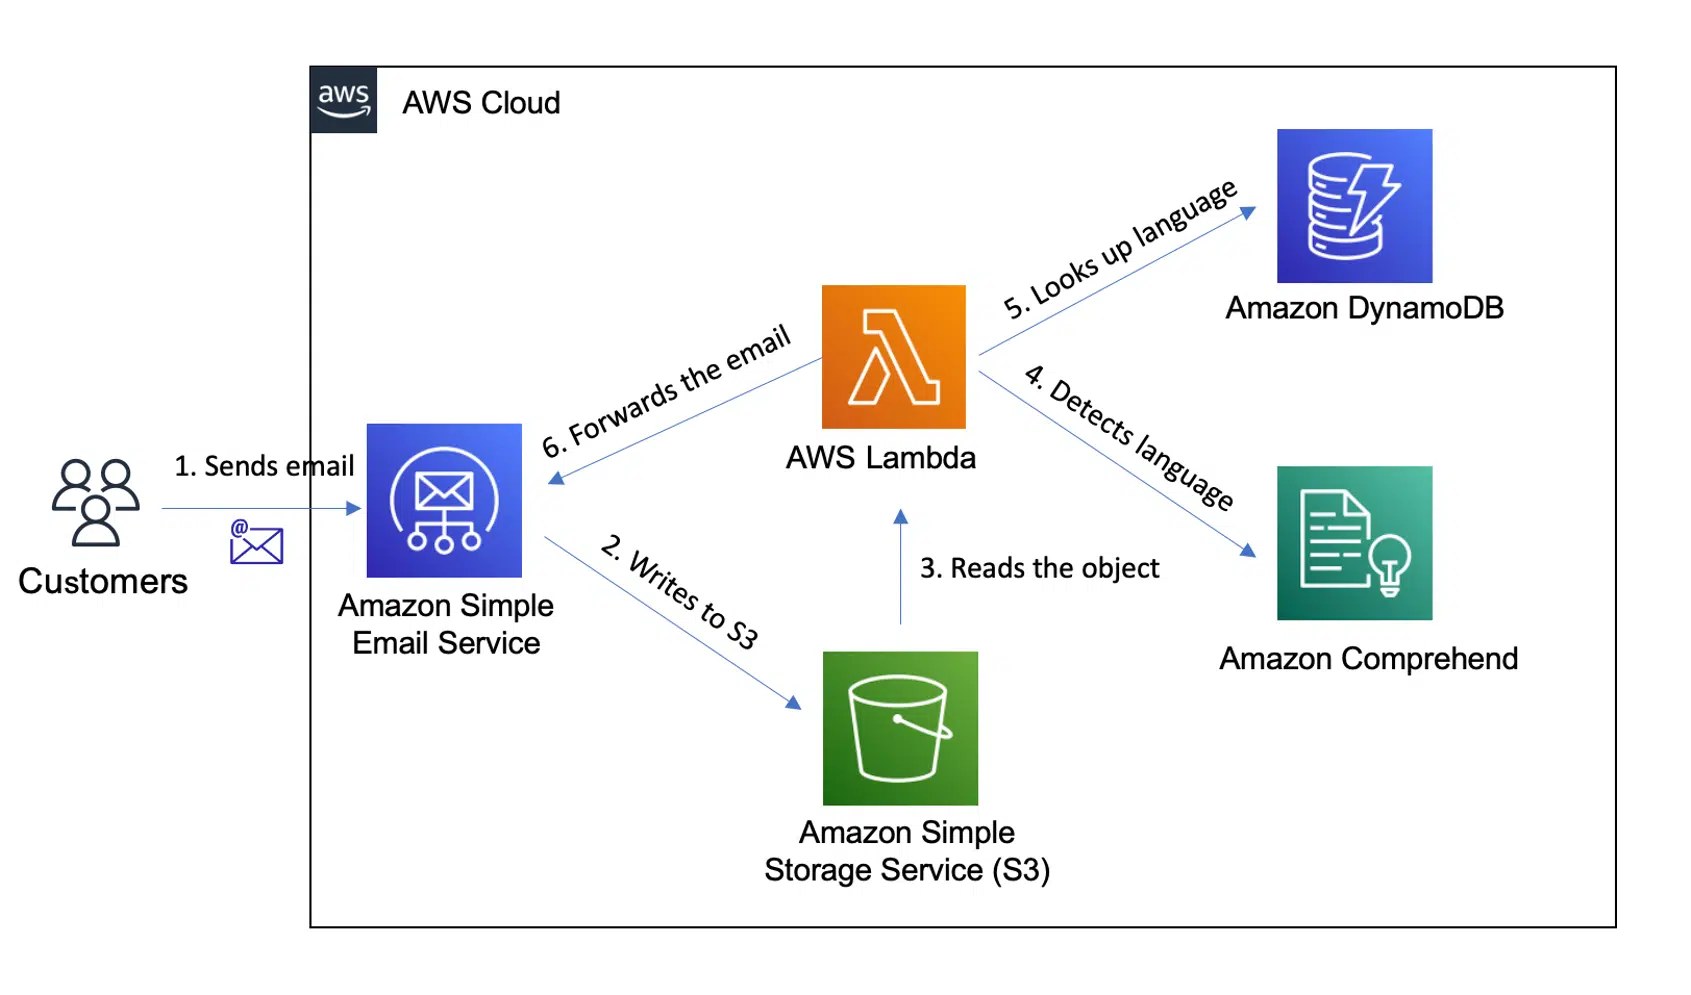 aws
AWS Cloud
5. Looks up language
Amazon DynamoDB
6. Forwards the email
4. Detects language
AWS Lambda
1. Sends email
@
Customers
Amazon Simple
Email Service
2. Writes to S3
3. Reads the object
Amazon Comprehend
Amazon Simple
Storage Service (S3)